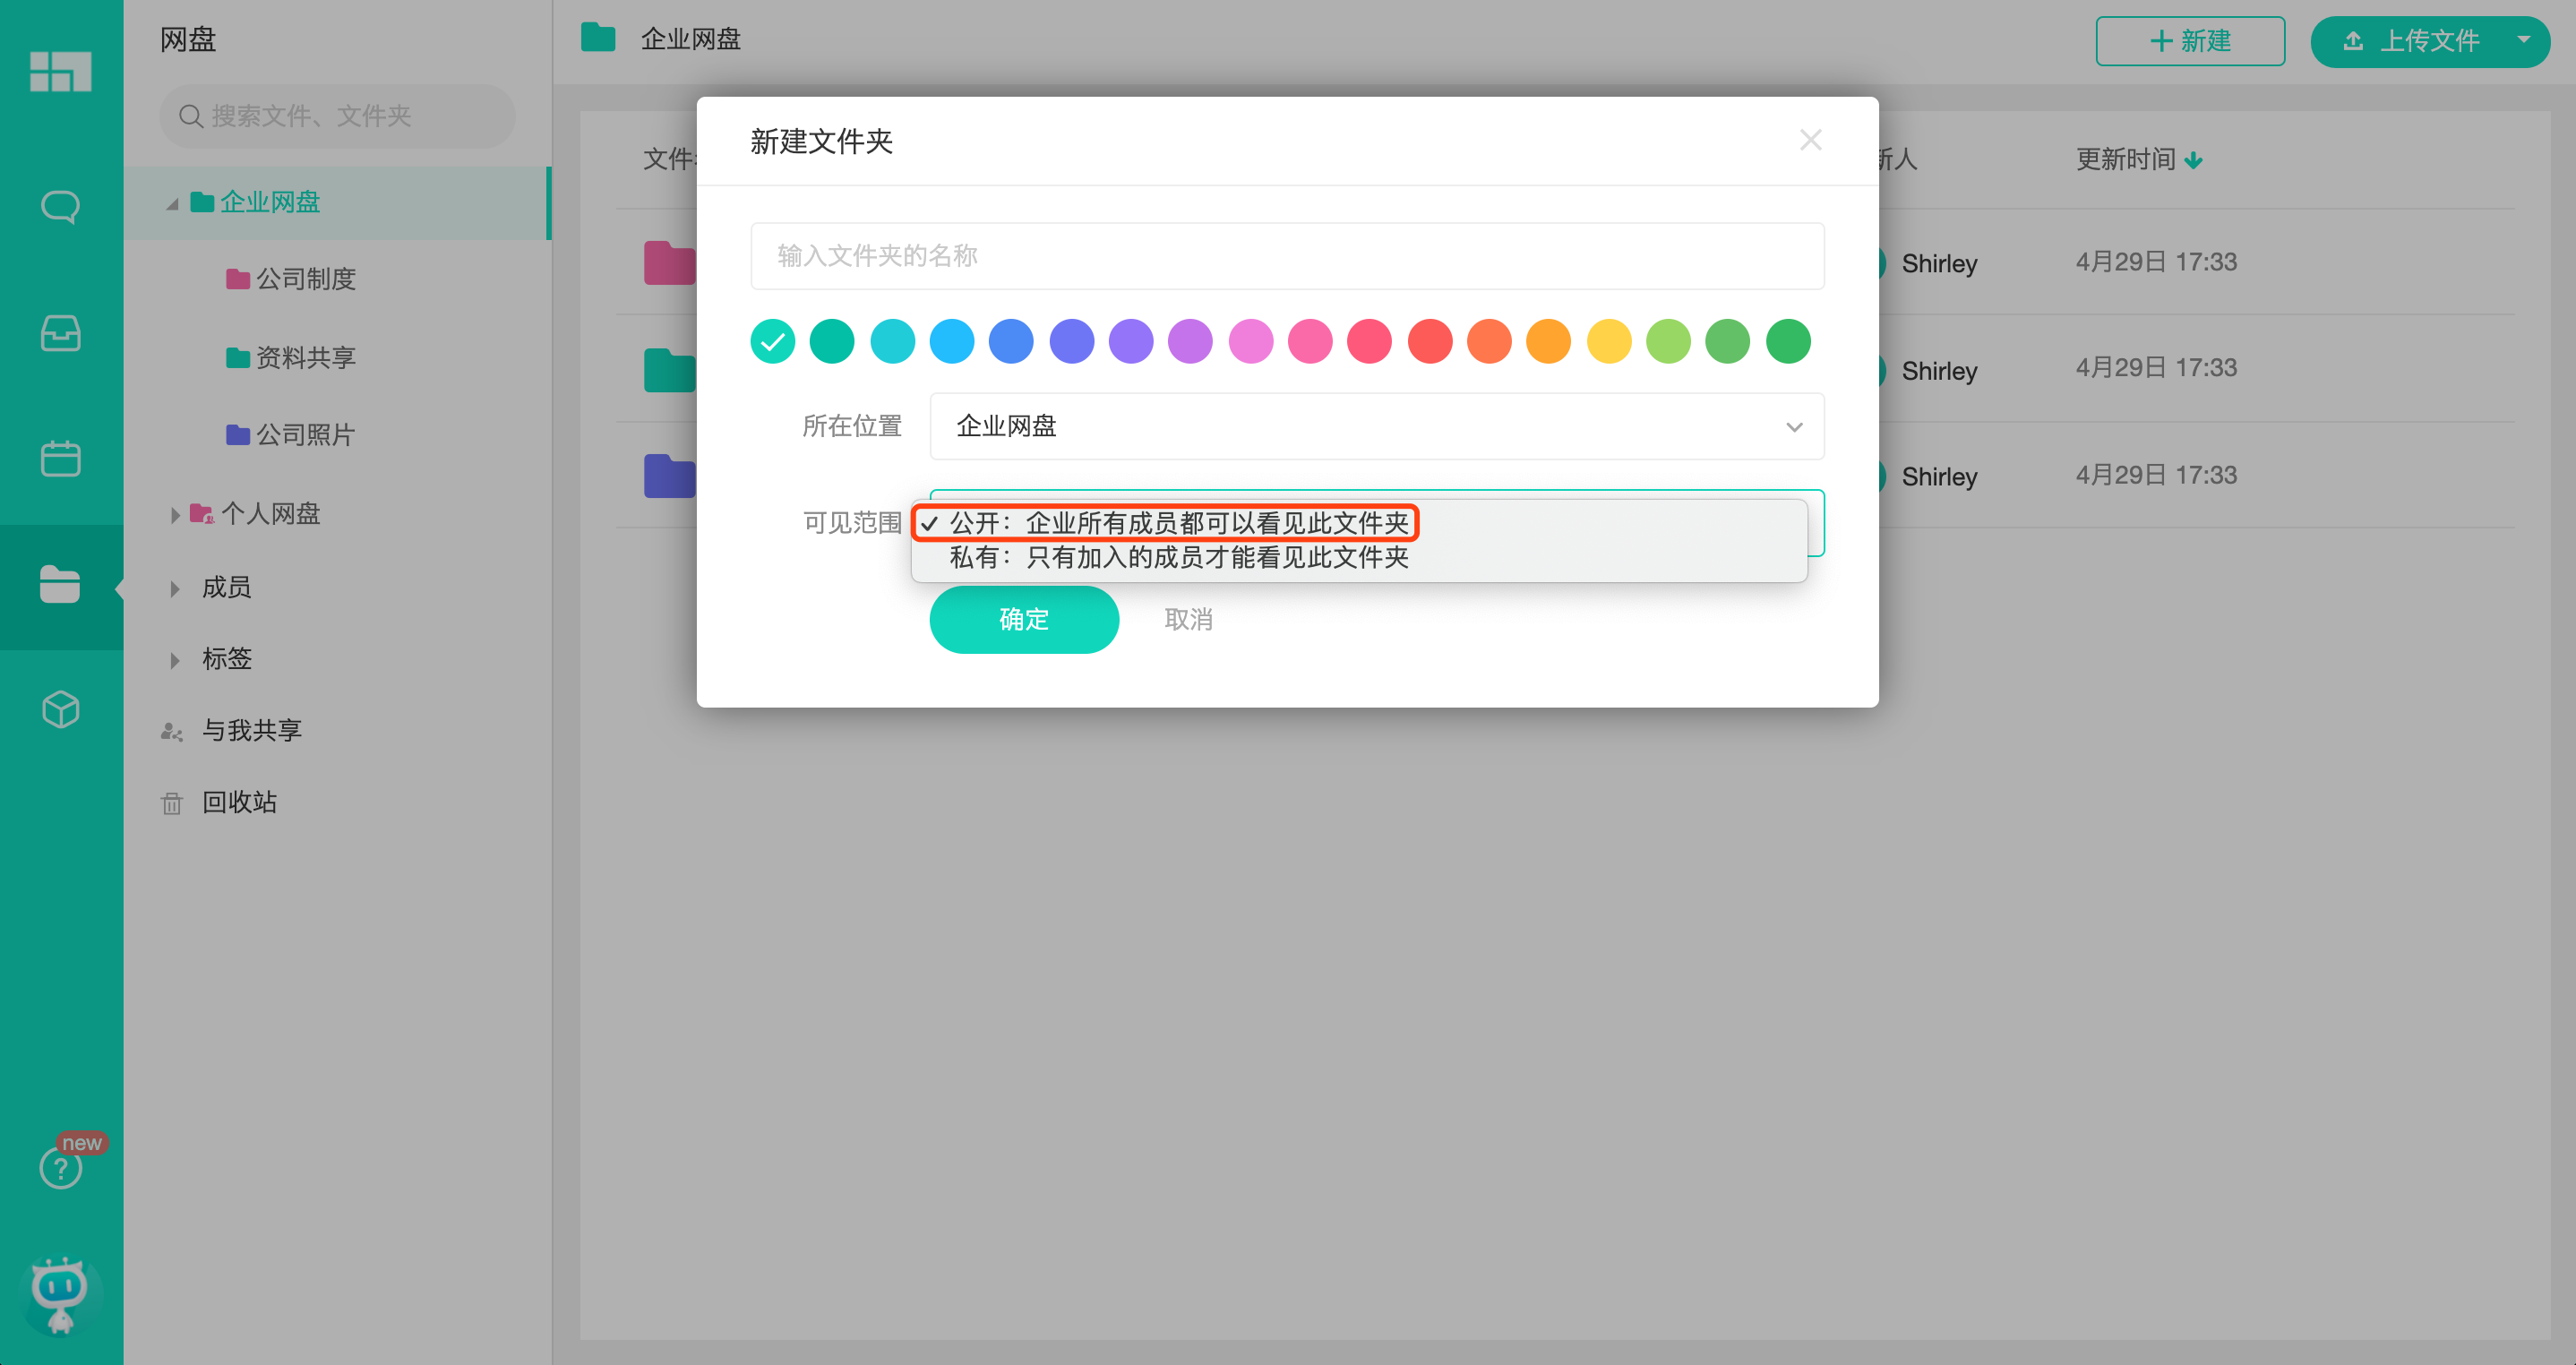 网盘
搜索文件、文件夹
企业网盘
公司制度
资料共享
公司照片
个人网盘
成员
标签
与我共享
回收站
new
企业网盘
新建
上传文件
文件
新人
更新时间
Shirley
4月29日 17:33
Shirley
4月29日 17:33
Shirley
4月29日 17:33
新建文件夹
输入文件夹的名称
所在位置
企业网盘
可见范围
公开：企业所有成员都可以看见此文件夹
私有：只有加入的成员才能看见此文件夹
确定
取消